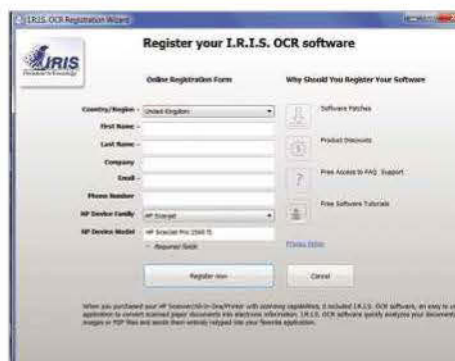 I.R.I.S. OCR Registration Wizard
Register your I.R.I.S. OCR software
IRIS
Online Registration Form
Why Should You Register Your Software
Country/Region *
United Kingdom
Software Patches
First Name *
Last Name *
Product Discounts
Company
Email *
Free Access to FAQ Support
Phone Number
HP Device Family
HP Scanjet
Free Software Tutorials
HP Device Model
HP ScanJet Pro 2500 f1
* Required fields
Privacy Policy
Register now
Cancel
When you purchased your HP Scanner/All-in-One/Printer with scanning capabilities, it included I.R.I.S. OCR software, an easy to use
application to convert scanned paper documents into electronic information. I.R.I.S. OCR software quickly analyzes your documents,
images or PDF files and sends them entirely retyped into your favorite application.